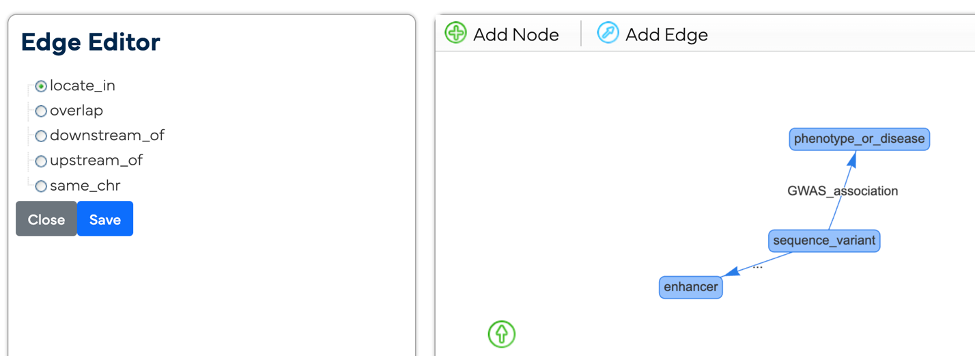 Edge Editor
locate_in
overlap
downstream_of
upstream_of
same_chr
Close Save
Add Node Add Edge
phenotype_or_disease
GWAS_association
sequence_variant
...
enhancer